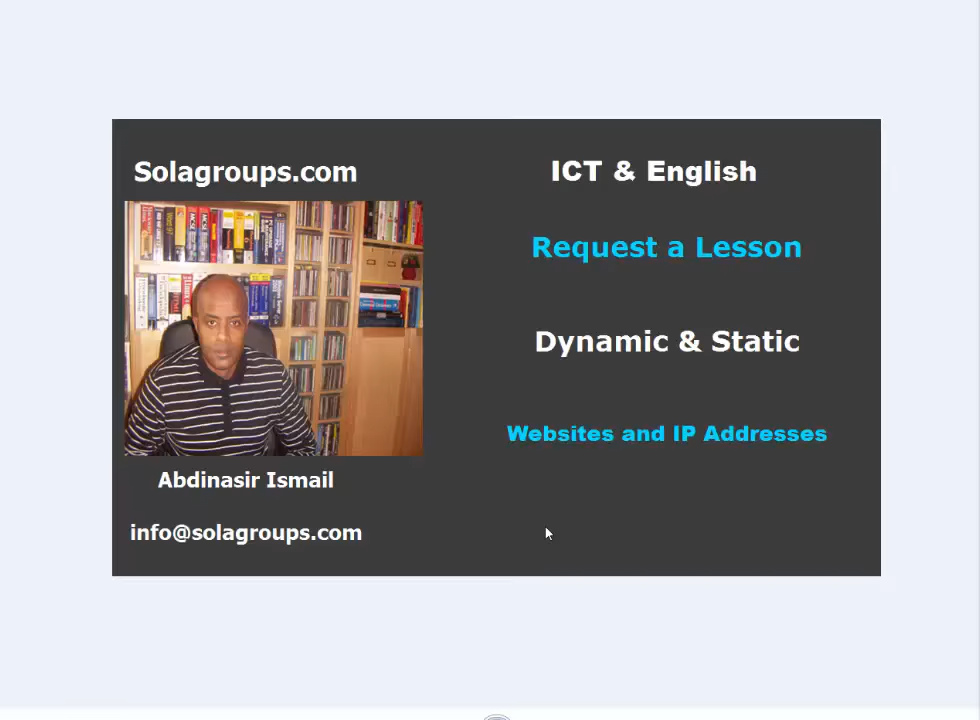 Solagroups.com
Abdinasir Ismail
info@solagroups.com
ICT & English
Request a Lesson
Dynamic & Static
Websites and IP Addresses